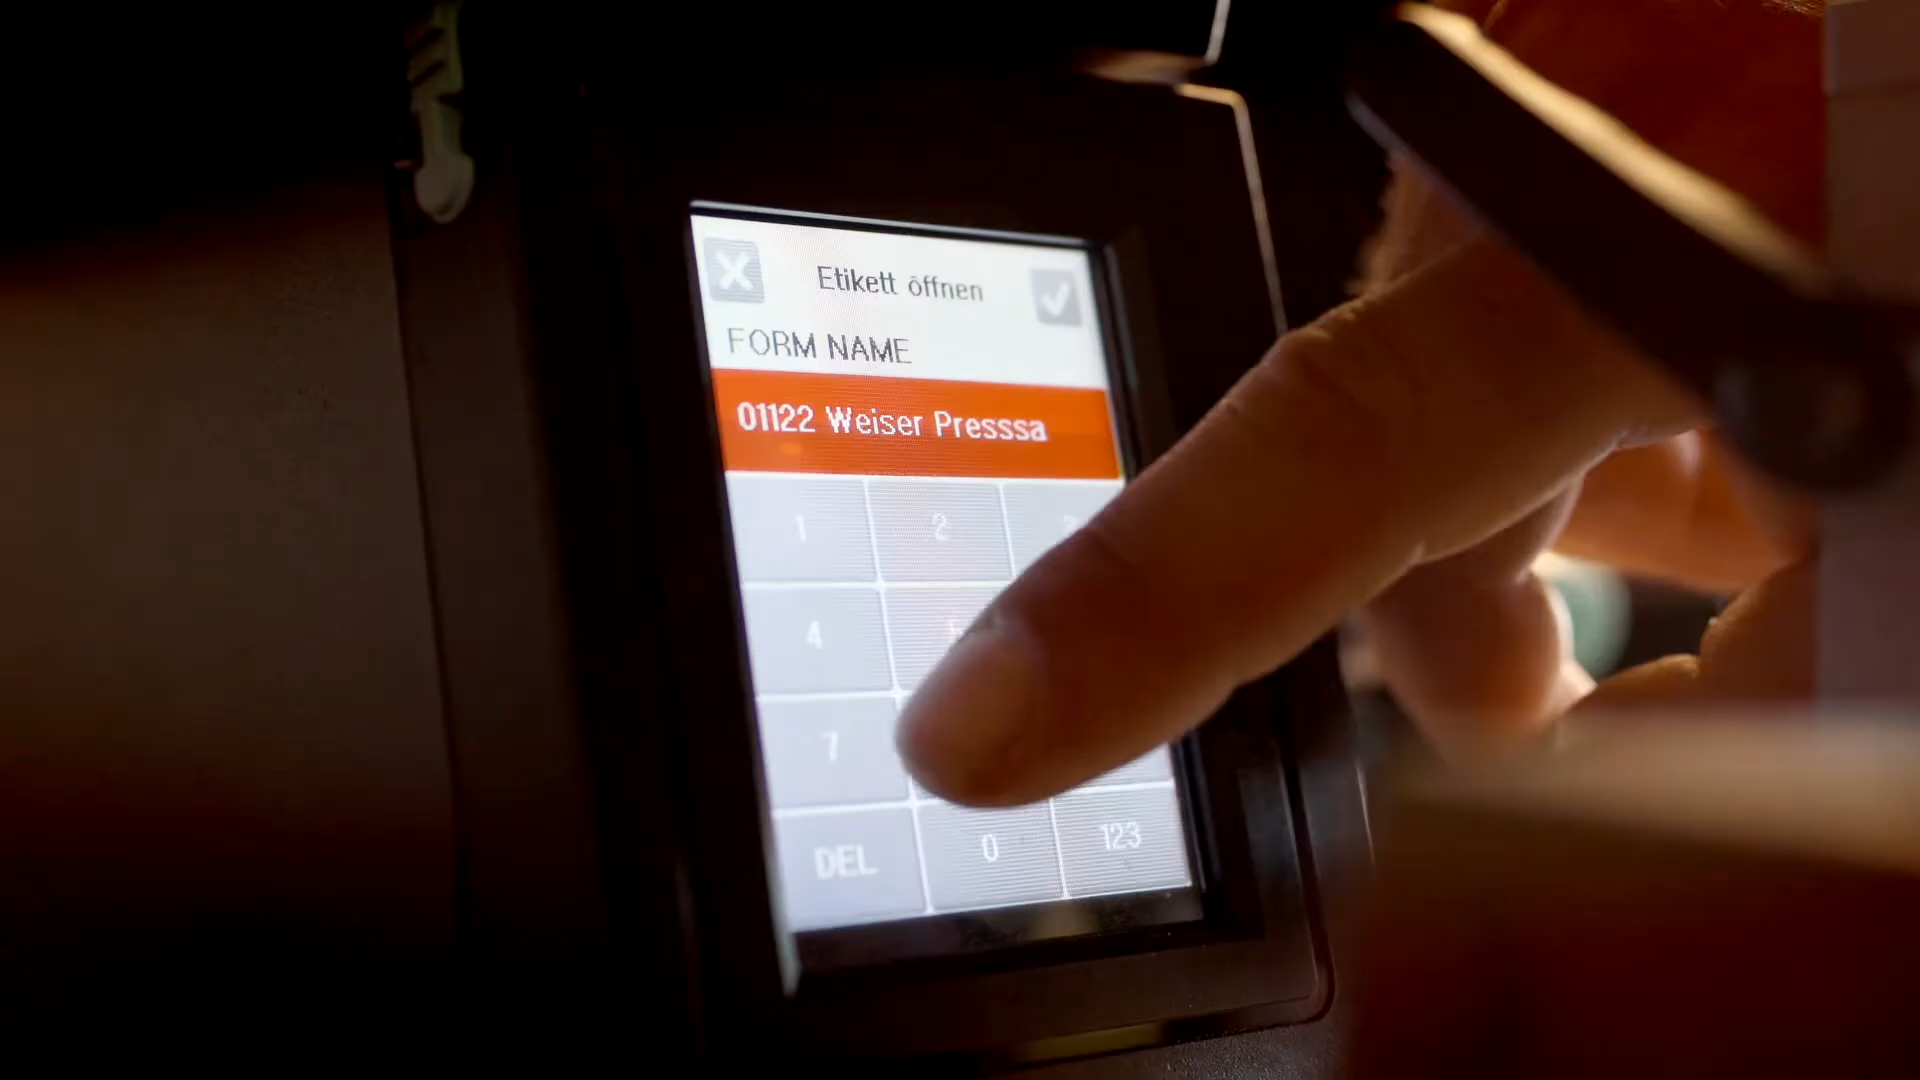 Etikett öffnen
FORM NAME
01122 Weiser Presssa
1 2
4
7
DEL 0 123